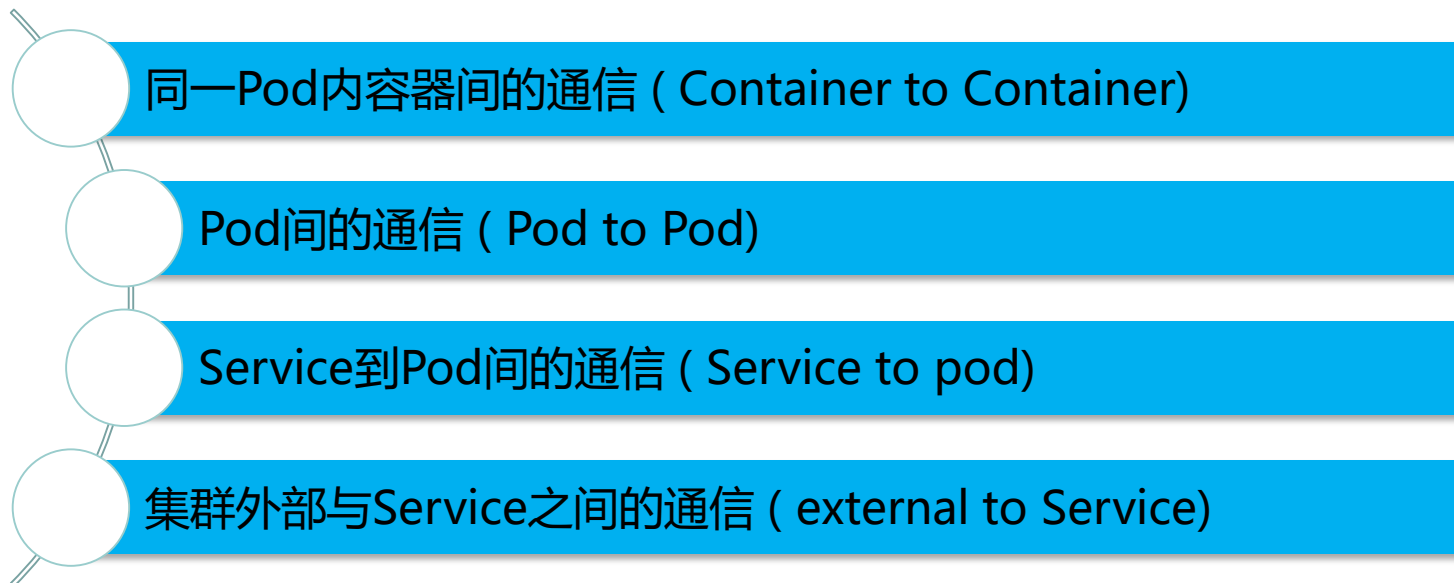 同一Pod内容器间的通信 ( Container to Container)
Pod间的通信 ( Pod to Pod)
Service到Pod间的通信 ( Service to pod)
集群外部与Service之间的通信 ( external to Service)